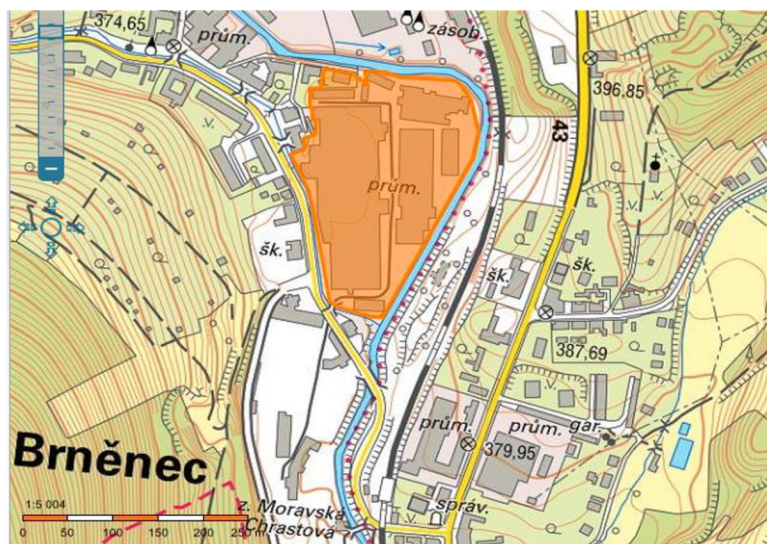 374,65
prům.
zásob.
396,85
43
prům.
šk.
šk.
šk.
387,69
prům.
prům.
gar.
379,95
Brněnec
1:5 004
z. Moravská
Chrastová
správ.
0 50 100 150 200 250 m